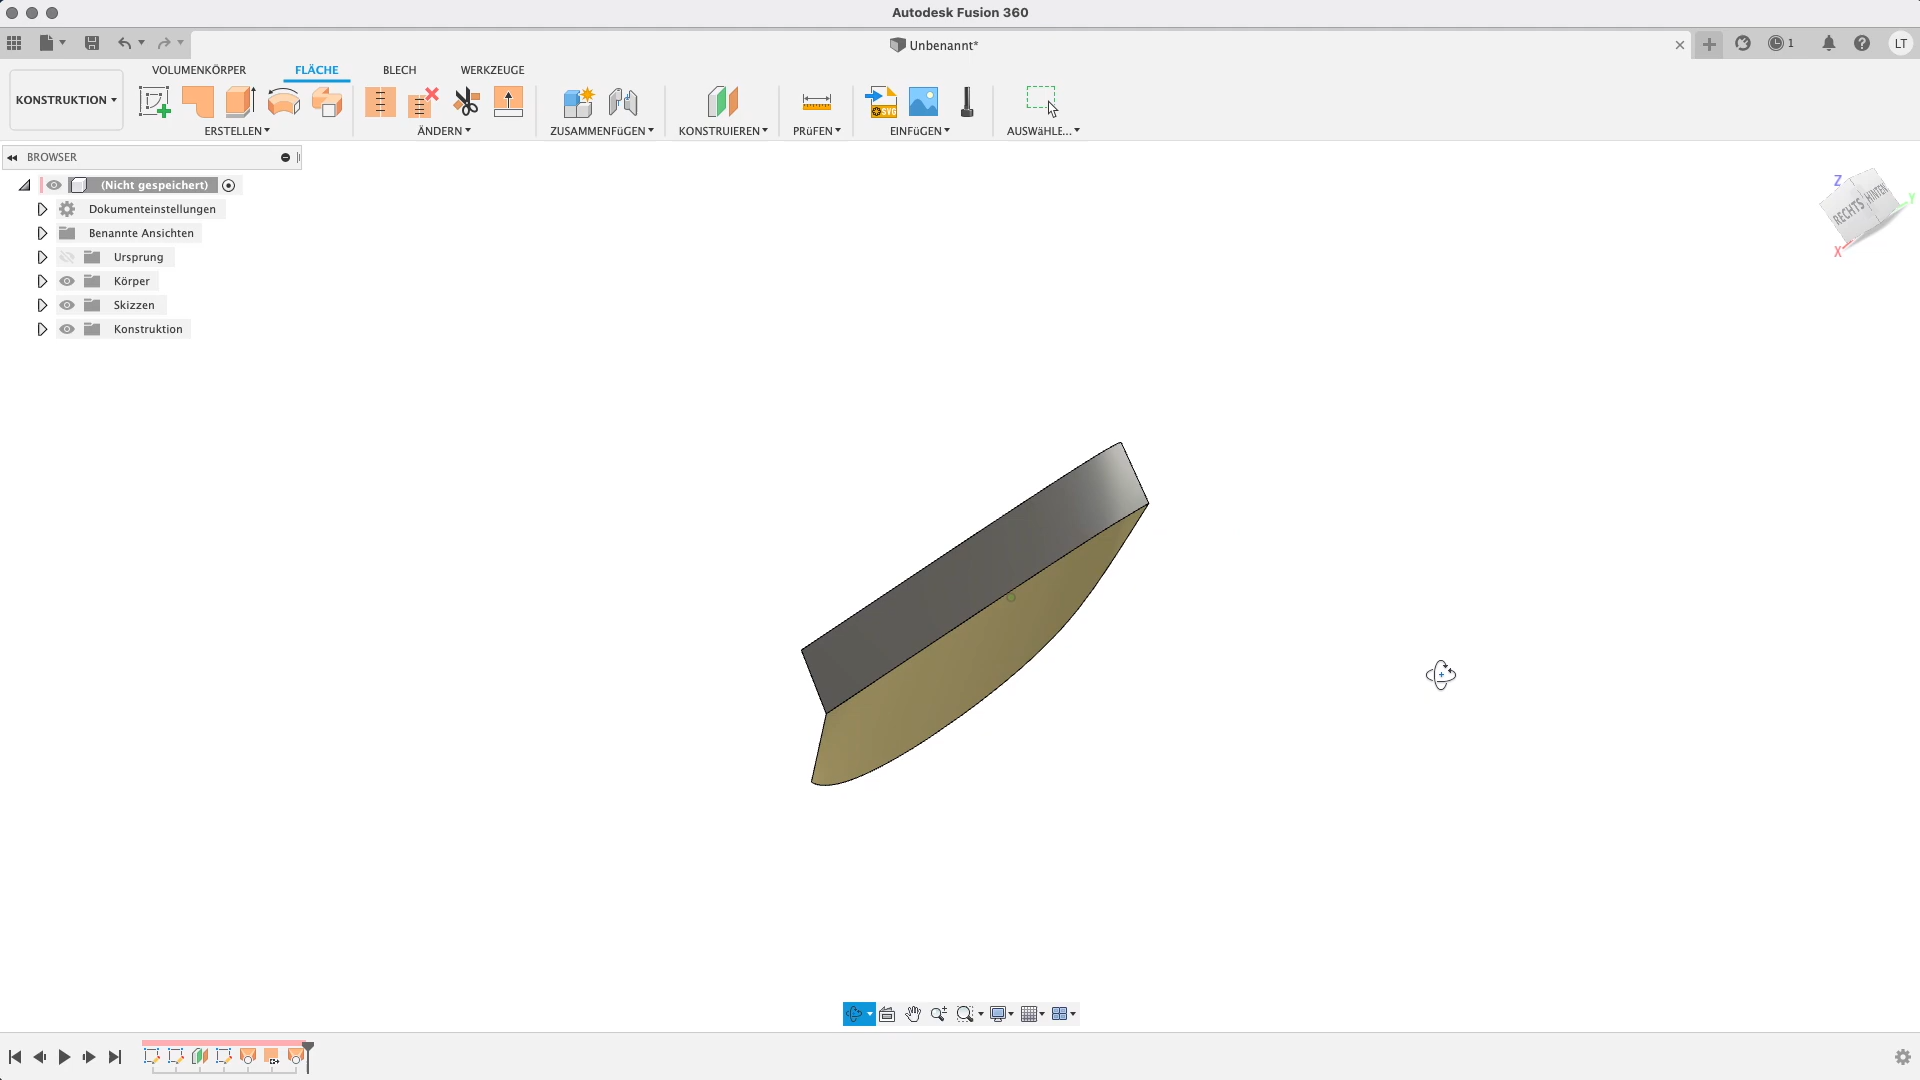 Autodesk Fusion 360
Unbenannt*
1
LT
VOLUMENKÖRPER
FLÄCHE
BLECH
WERKZEUGE
KONSTRUKTION
ERSTELLEN
ÄNDERN
ZUSAMMENFüGEN
KONSTRUIEREN
PRüFEN
SVG
EINFüGEN
AUSWäHLE...
BROWSER
(Nicht gespeichert)
Dokumenteinstellungen
Benannte Ansichten
Ursprung
Körper
Skizzen
Konstruktion
Z
Y
X
RECHTS
HINTEN